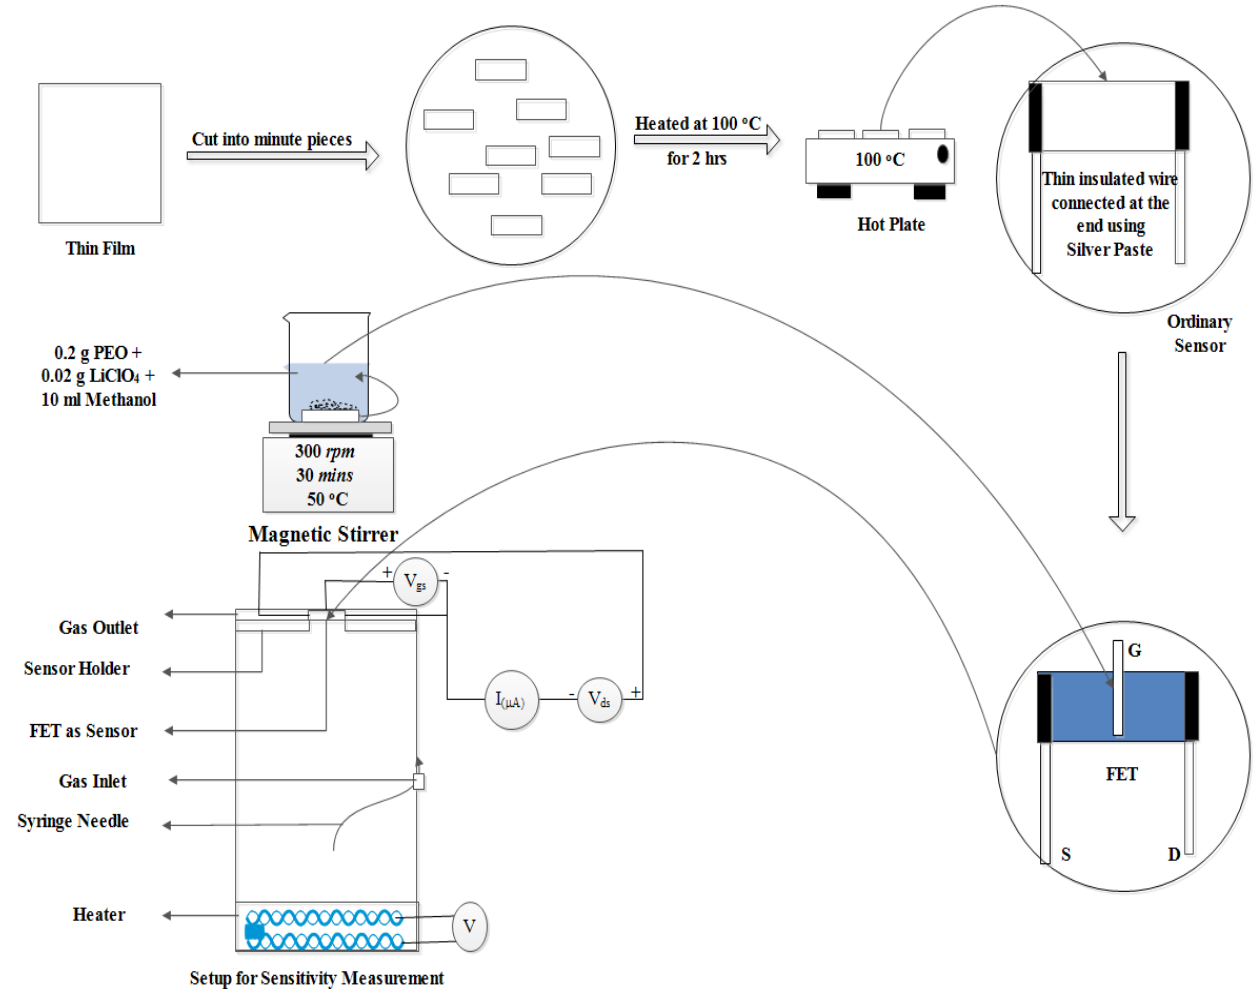 Thin Film
Cut into minute pieces
Heated at 100 °C
for 2 hrs
100 °C
Hot Plate
Thin insulated wire
connected at the
end using
Silver Paste
Ordinary
Sensor
0.2 g PEO +
0.02 g LiClO₄ +
10 ml Methanol
300 rpm
30 mins
50 °C
Magnetic Stirrer
+ Vgs -
Gas Outlet
Sensor Holder
FET as Sensor
Gas Inlet
Syringe Needle
Heater
I(μA)
- Vds +
V
Setup for Sensitivity Measurement
G
FET
S
D